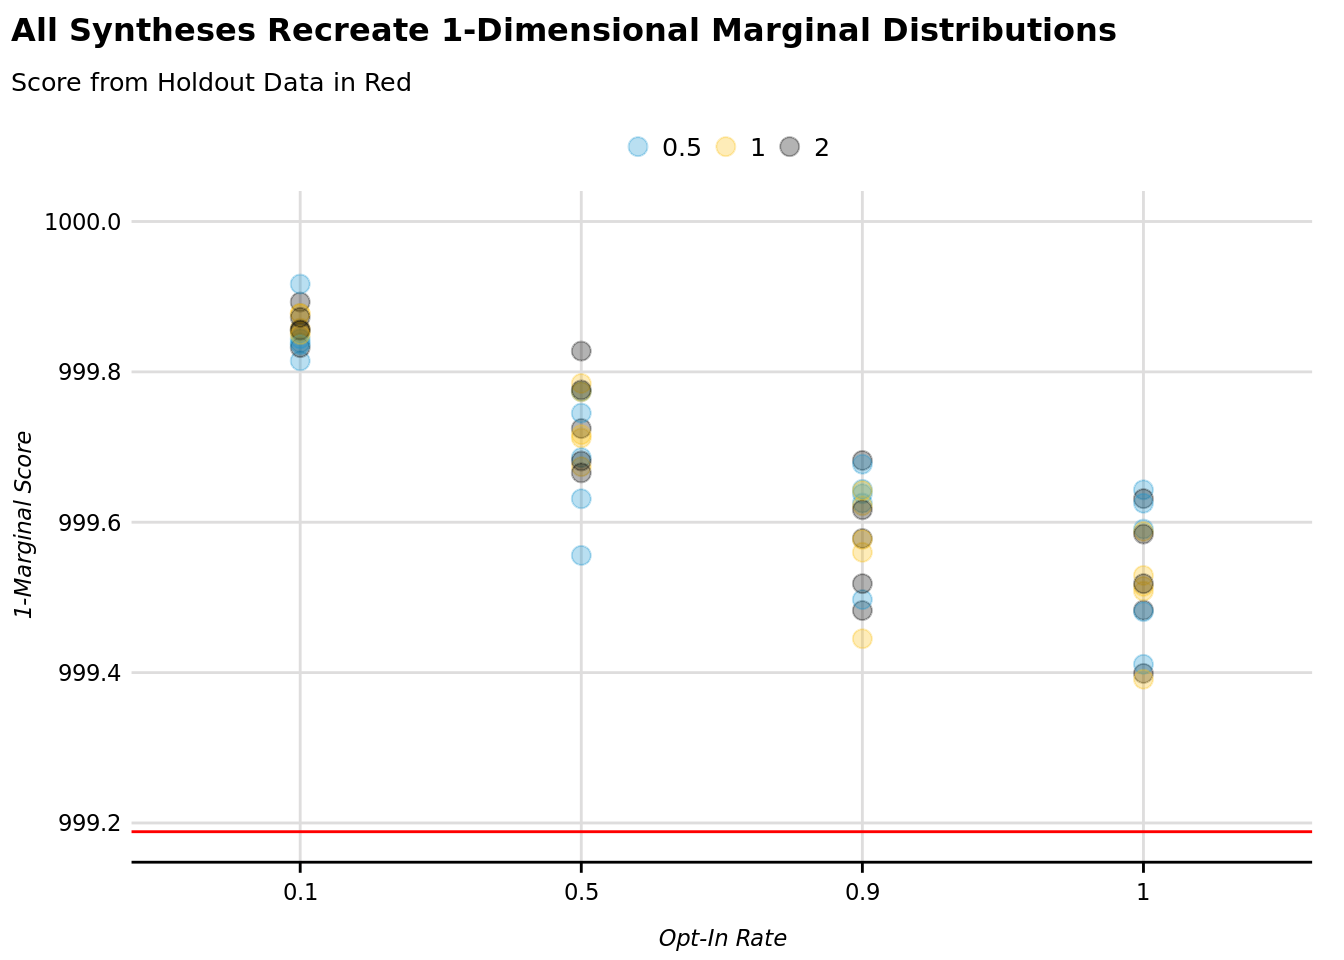 All Syntheses Recreate 1-Dimensional Marginal Distributions
Score from Holdout Data in Red
0.5 1 2
1000.0
999.8
999.6
999.4
999.2
1-Marginal Score
0.1 0.5 0.9 1
Opt-In Rate